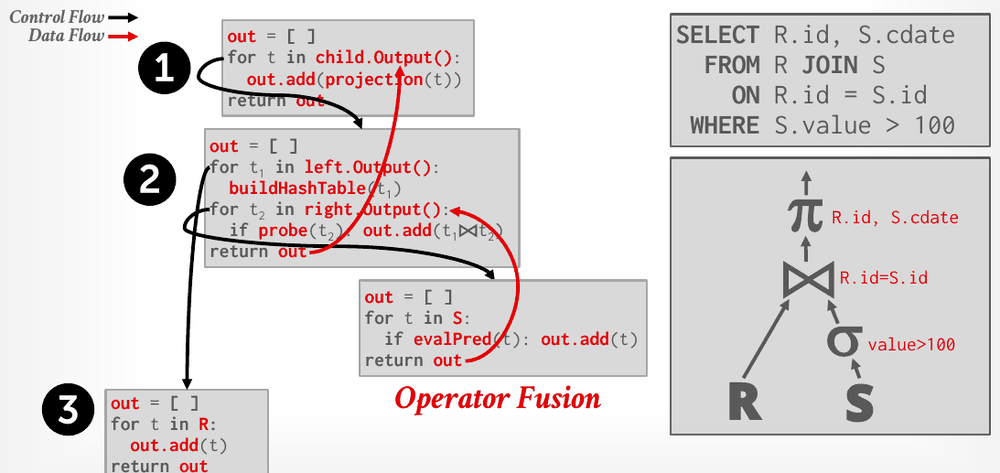 Control Flow
Data Flow
1
out = [ ]
for t in child.Output():
out.add(projection(t))
return out
2
out = [ ]
for t₁ in left.Output():
buildHashTable(t₁)
for t₂ in right.Output():
if probe(t₂): out.add(t₁⋈t₂)
return out
out = [ ]
for t in S:
if evalPred(t): out.add(t)
return out
Operator Fusion
3
out = [ ]
for t in R:
out.add(t)
return out
SELECT R.id, S.cdate
FROM R JOIN S
ON R.id = S.id
WHERE S.value > 100
π R.id, S.cdate
⋈ R.id=S.id
σ value>100
R S